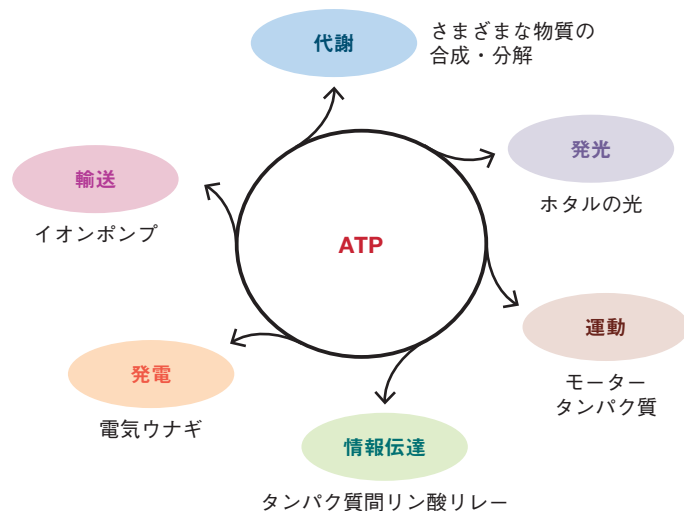 代謝
さまざまな物質の
合成・分解
発光
ホタルの光
輸送
イオンポンプ
ATP
運動
モーター
タンパク質
発電
電気ウナギ
情報伝達
タンパク質間リン酸リレー